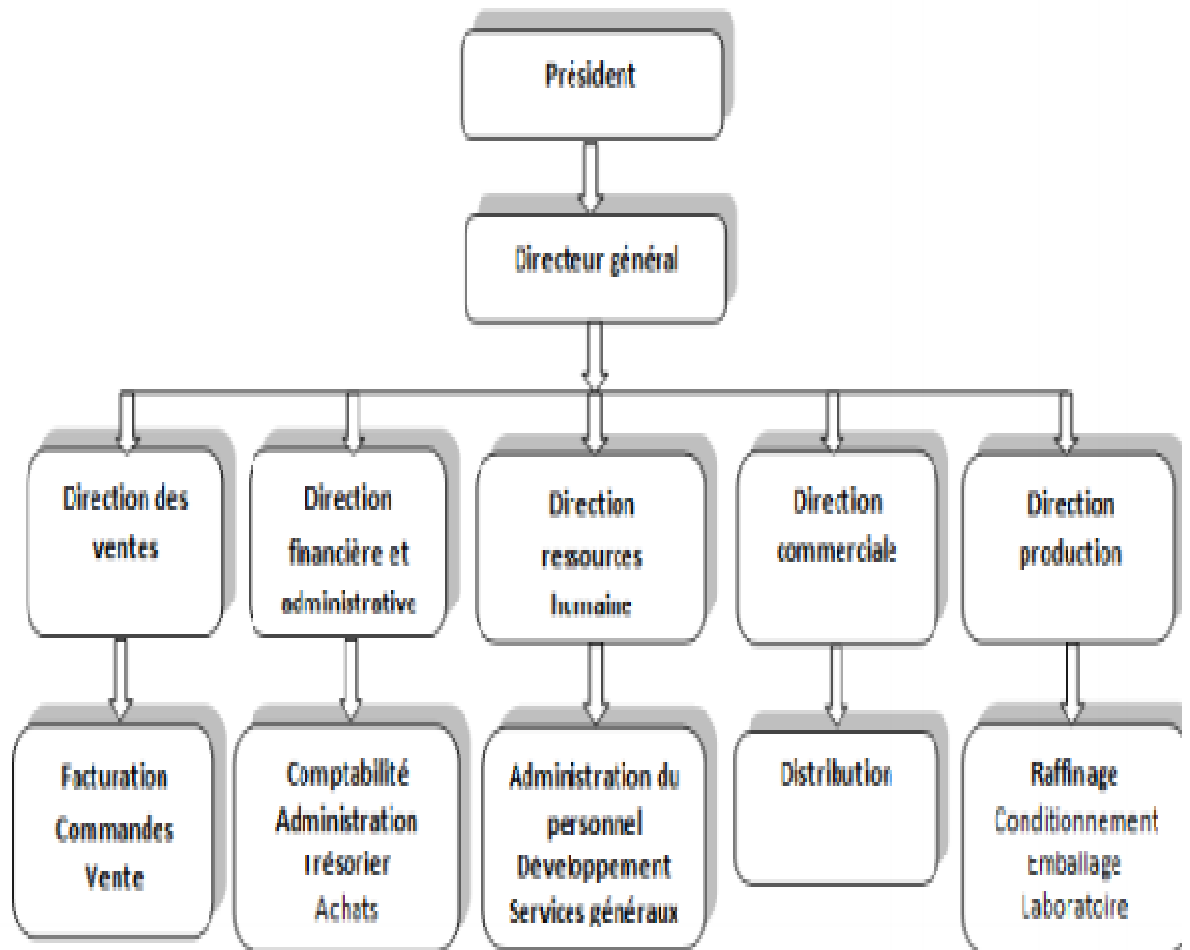 Président
Directeur général
Direction des
ventes
Direction
financière et
administrative
Direction
ressources
humaine
Direction
commerciale
Direction
production
Facturation
Commandes
Vente
Comptabilité
Administration
Trésorier
Achats
Administration du
personnel
Développement
Services généraux
Distribution
Raffinage
Conditionnement
Emballage
Laboratoire